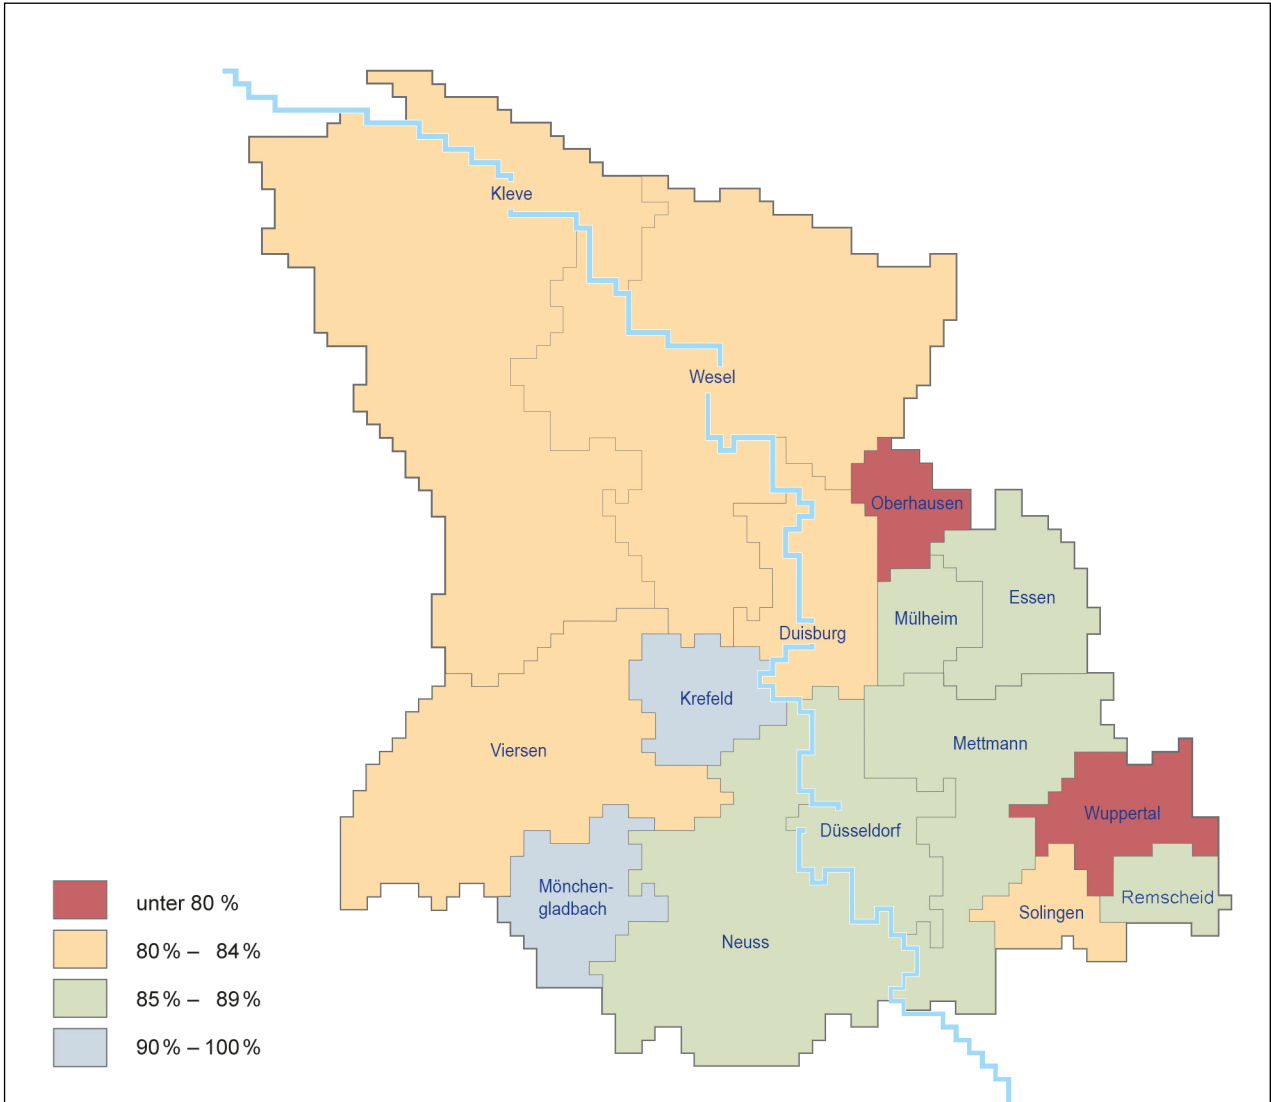 Kleve
Wesel
Oberhausen
Essen
Mülheim
Duisburg
Krefeld
Mettmann
Viersen
Wuppertal
Düsseldorf
Mönchen-
gladbach
Remscheid
Solingen
Neuss
unter 80 %
80 % – 84 %
85 % – 89 %
90 % – 100 %